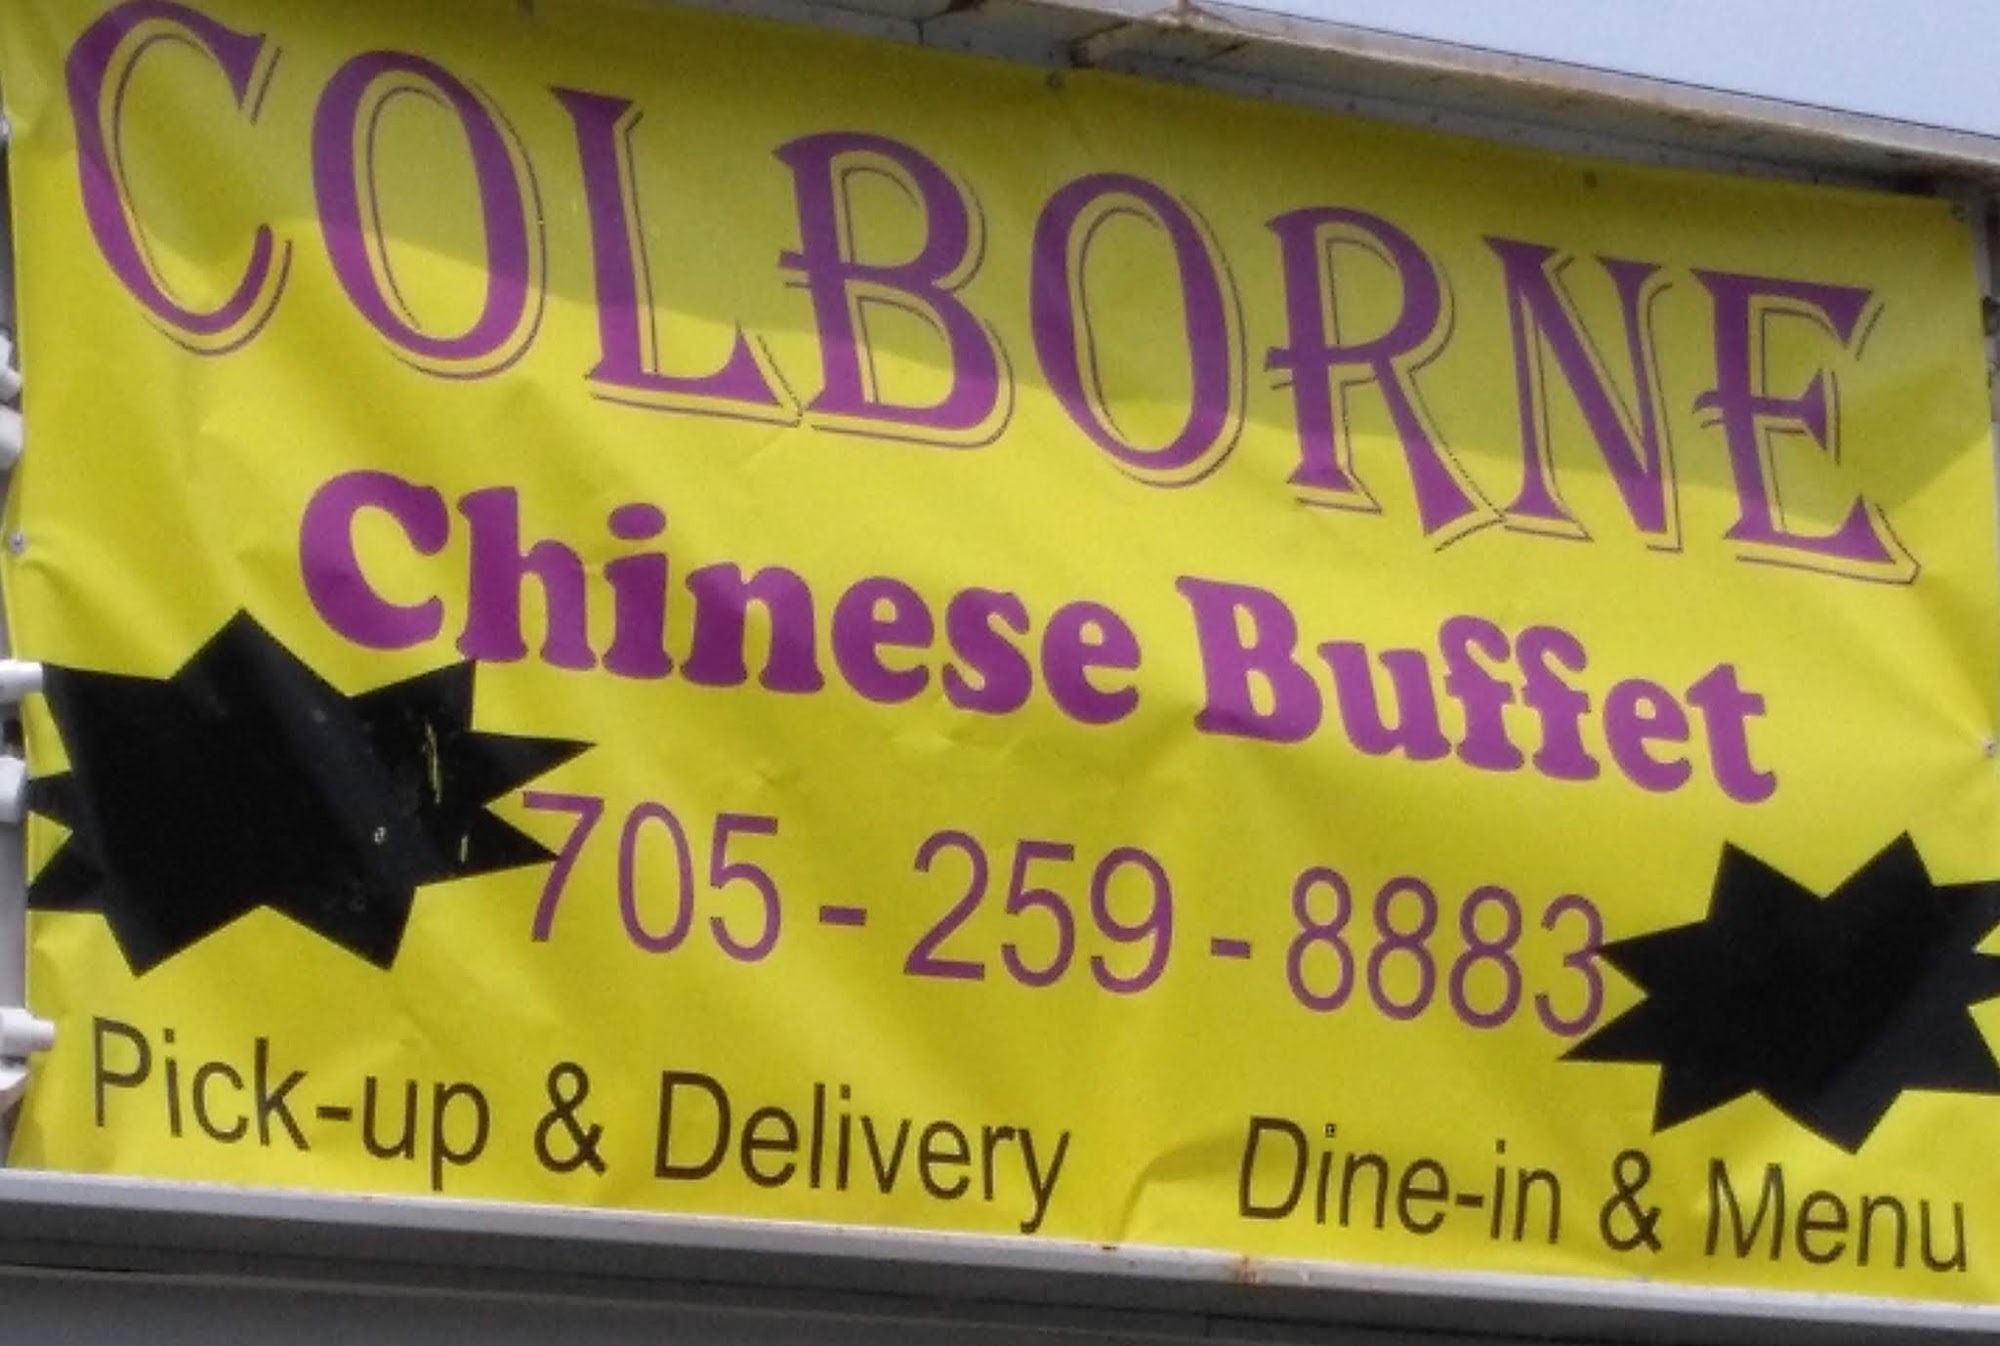 COLBORNE
Chinese Buffet
705 - 259 - 8883
Pick-up & Delivery Dine-in & Menu